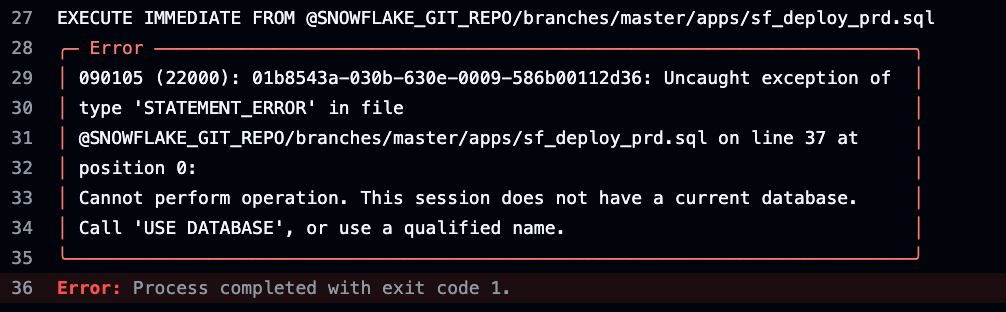 27 EXECUTE IMMEDIATE FROM @SNOWFLAKE_GIT_REPO/branches/master/apps/sf_deploy_prd.sql
28 Error
29 090105 (22000): 01b8543a-030b-630e-0009-586b00112d36: Uncaught exception of
30 type 'STATEMENT_ERROR' in file
31 @SNOWFLAKE_GIT_REPO/branches/master/apps/sf_deploy_prd.sql on line 37 at
32 position 0:
33 Cannot perform operation. This session does not have a current database.
34 Call 'USE DATABASE', or use a qualified name.
35
36 Error: Process completed with exit code 1.